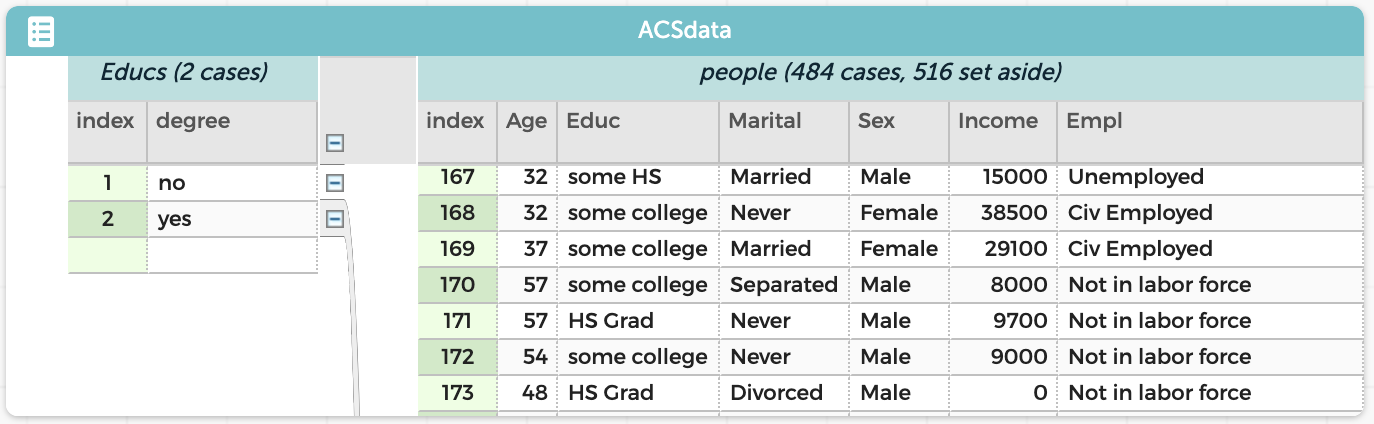 ACSdata
Educs (2 cases) people (484 cases, 516 set aside)
index degree index Age Educ Marital Sex Income Empl
1 no 167 32 some HS Married Male 15000 Unemployed
2 yes 168 32 some college Never Female 38500 Civ Employed
169 37 some college Married Female 29100 Civ Employed
170 57 some college Separated Male 8000 Not in labor force
171 57 HS Grad Never Male 9700 Not in labor force
172 54 some college Never Male 9000 Not in labor force
173 48 HS Grad Divorced Male 0 Not in labor force